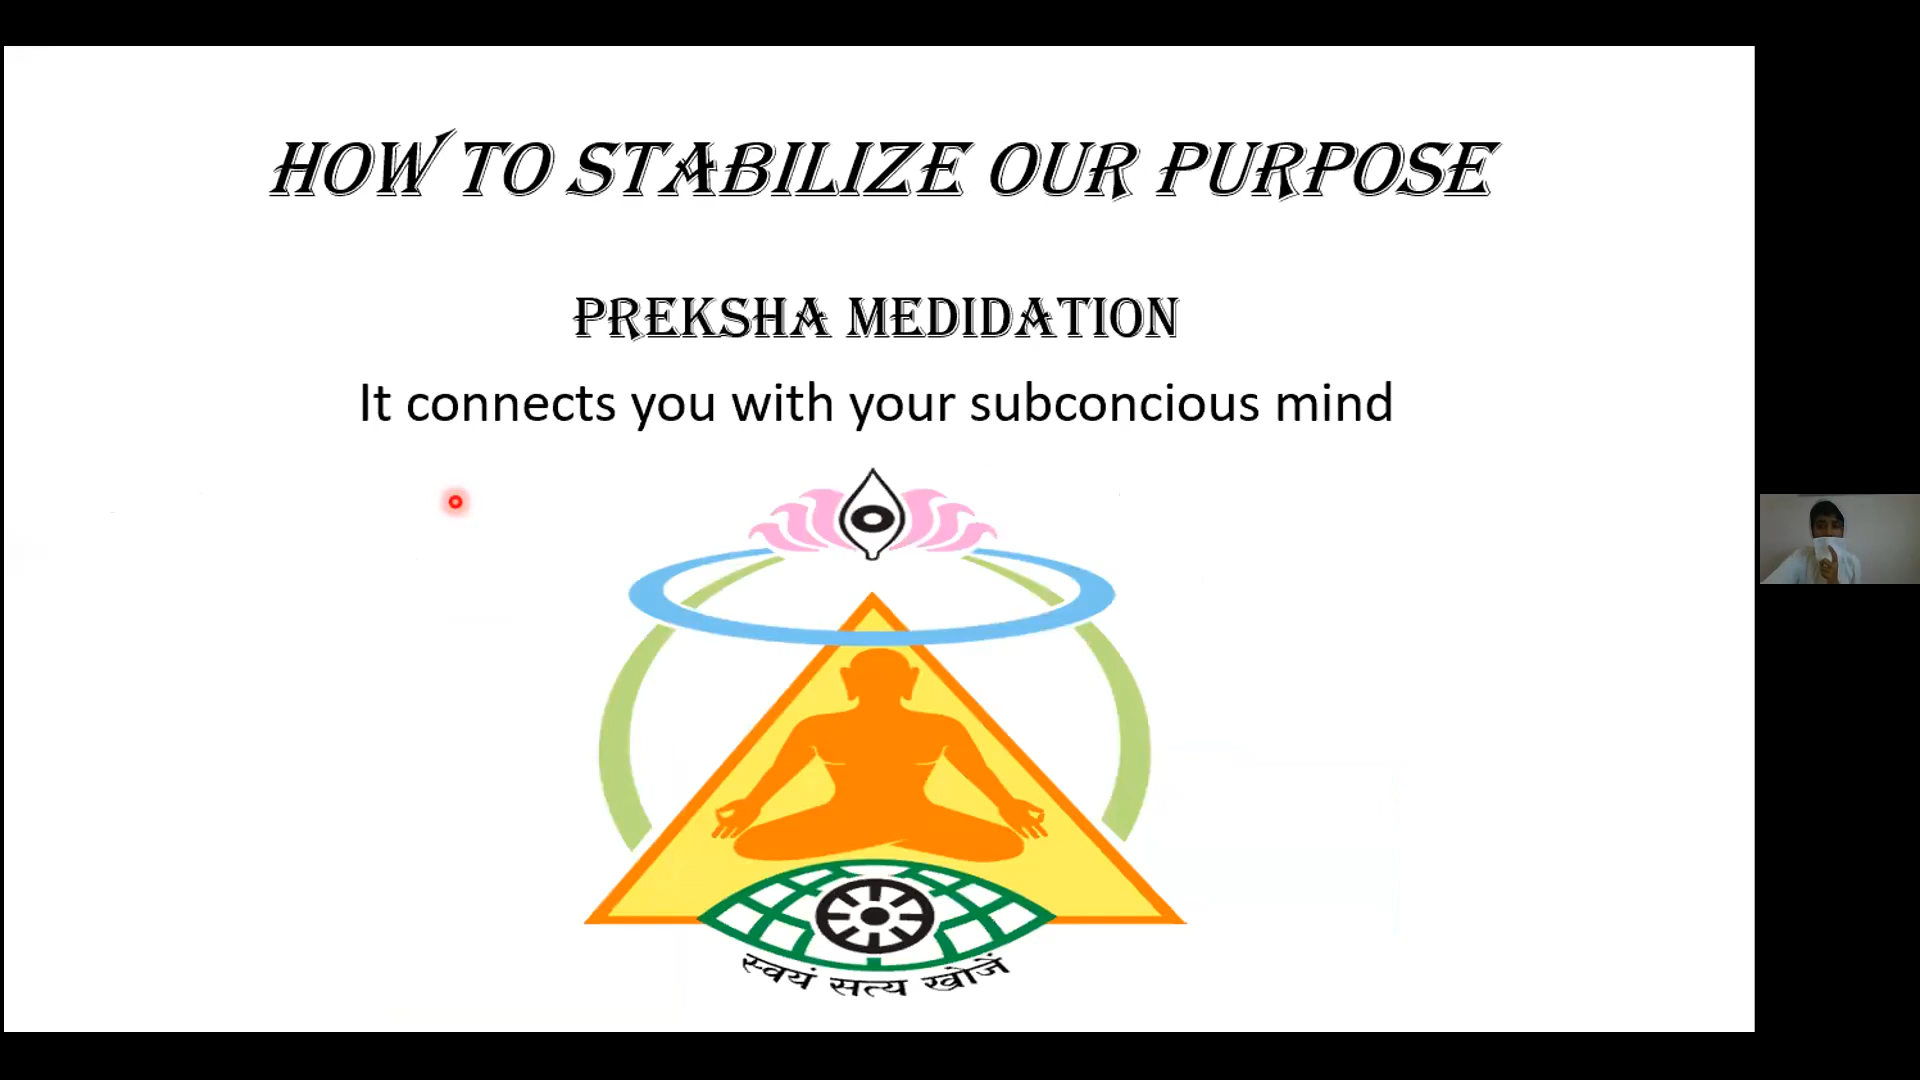 HOW TO STABILIZE OUR PURPOSE
PREKSHA MEDIDATION
It connects you with your subconcious mind
स्वयं सत्य खोजें